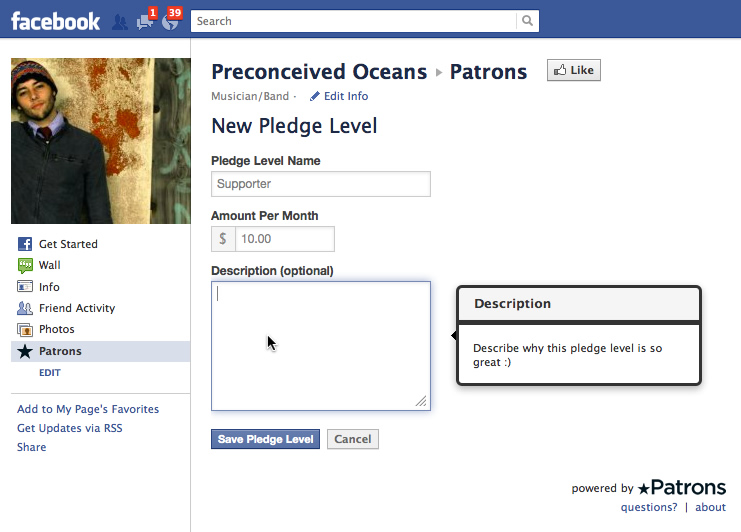 facebook
1
39
Search
Preconceived Oceans ▸ Patrons
Like
Musician/Band · Edit Info
New Pledge Level
Pledge Level Name
Supporter
Amount Per Month
$ 10.00
Description (optional)
Description
Describe why this pledge level is so
great :)
Save Pledge Level
Cancel
Get Started
Wall
Info
Friend Activity
Photos
Patrons
EDIT
Add to My Page's Favorites
Get Updates via RSS
Share
powered by ★Patrons
questions? | about